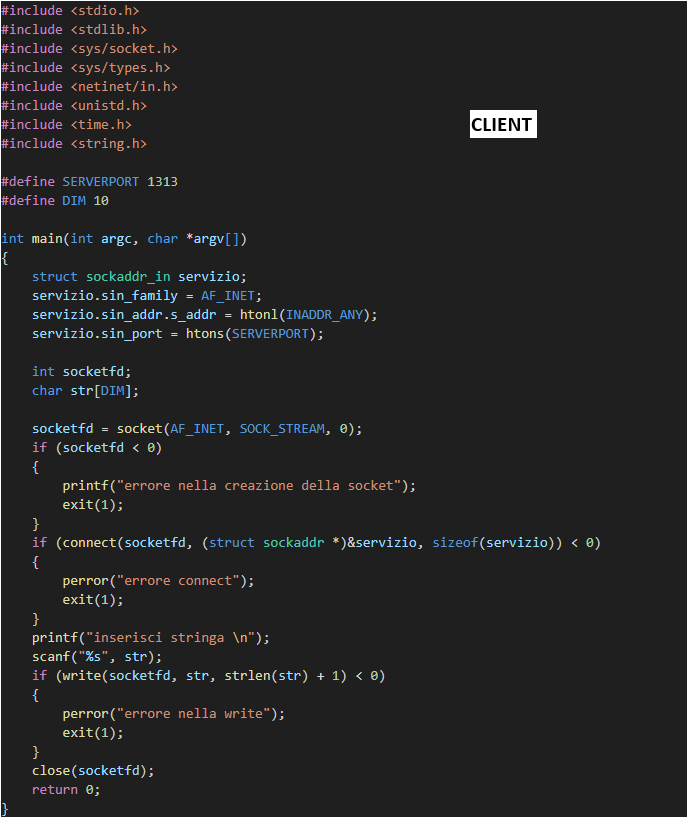 #include <stdio.h>
#include <stdlib.h>
#include <sys/socket.h>
#include <sys/types.h>
#include <netinet/in.h>
#include <unistd.h>
#include <time.h>
#include <string.h>
CLIENT
#define SERVERPORT 1313
#define DIM 10
int main(int argc, char *argv[])
{
    struct sockaddr_in servizio;
    servizio.sin_family = AF_INET;
    servizio.sin_addr.s_addr = htonl(INADDR_ANY);
    servizio.sin_port = htons(SERVERPORT);
    int socketfd;
    char str[DIM];
    socketfd = socket(AF_INET, SOCK_STREAM, 0);
    if (socketfd < 0)
    {
        printf("errore nella creazione della socket");
        exit(1);
    }
    if (connect(socketfd, (struct sockaddr *)&servizio, sizeof(servizio)) < 0)
    {
        perror("errore connect");
        exit(1);
    }
    printf("inserisci stringa \n");
    scanf("%s", str);
    if (write(socketfd, str, strlen(str) + 1) < 0)
    {
        perror("errore nella write");
        exit(1);
    }
    close(socketfd);
    return 0;
}